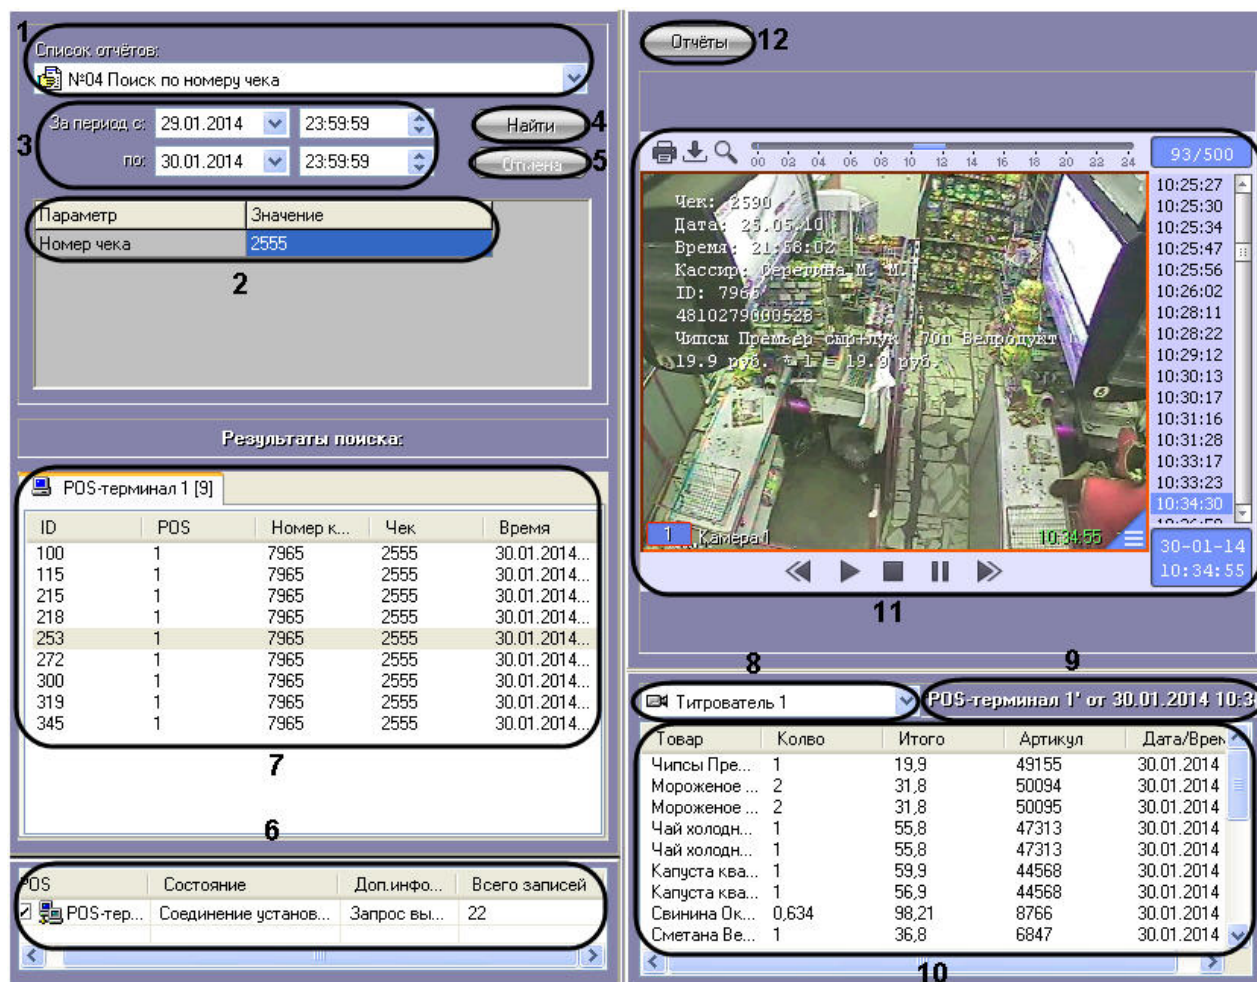 1
Список отчётов:
№04 Поиск по номеру чека
3
За период с: 29.01.2014 23:59:59
по: 30.01.2014 23:59:59
Найти 4
Отмена 5
Параметр Значение
Номер чека 2555
2
Результаты поиска:
POS-терминал 1 [9]
ID POS Номер к... Чек Время
100 1 7965 2555 30.01.2014...
115 1 7965 2555 30.01.2014...
215 1 7965 2555 30.01.2014...
218 1 7965 2555 30.01.2014...
253 1 7965 2555 30.01.2014...
272 1 7965 2555 30.01.2014...
300 1 7965 2555 30.01.2014...
319 1 7965 2555 30.01.2014...
345 1 7965 2555 30.01.2014...
7
6
POS Состояние Доп.инфо... Всего записей
POS-тер... Соединение установ... Запрос вы... 22
Отчёты 12
00 02 04 06 08 10 12 14 16 18 20 22 24
93/500
Чек: 2590
Дата: 25.05.10
Время: 21:58:02
Кассир: Серегина М. М.
ID: 7965
4810279000528
Чипсы Премьер сыр+лук 70г Белпродукт
19.9 руб. * 1 = 19.9 руб.
1 Камера 1 10:34:55
10:25:27
10:25:30
10:25:34
10:25:47
10:25:56
10:26:02
10:28:11
10:28:22
10:29:12
10:30:13
10:30:17
10:31:16
10:31:28
10:33:17
10:33:23
10:34:30
30-01-14
10:34:55
11
8 9
Титрователь 1
POS-терминал 1' от 30.01.2014 10:3
Товар Колво Итого Артикул Дата/Врем
Чипсы Пре... 1 19,9 49155 30.01.2014
Мороженое ... 2 31,8 50094 30.01.2014
Мороженое ... 2 31,8 50095 30.01.2014
Чай холодн... 1 55,8 47313 30.01.2014
Чай холодн... 1 55,8 47313 30.01.2014
Капуста ква... 1 59,9 44568 30.01.2014
Капуста ква... 1 56,9 44568 30.01.2014
Свинина Ок... 0,634 98,21 8766 30.01.2014
Сметана Ве... 1 36,8 6847 30.01.2014
10